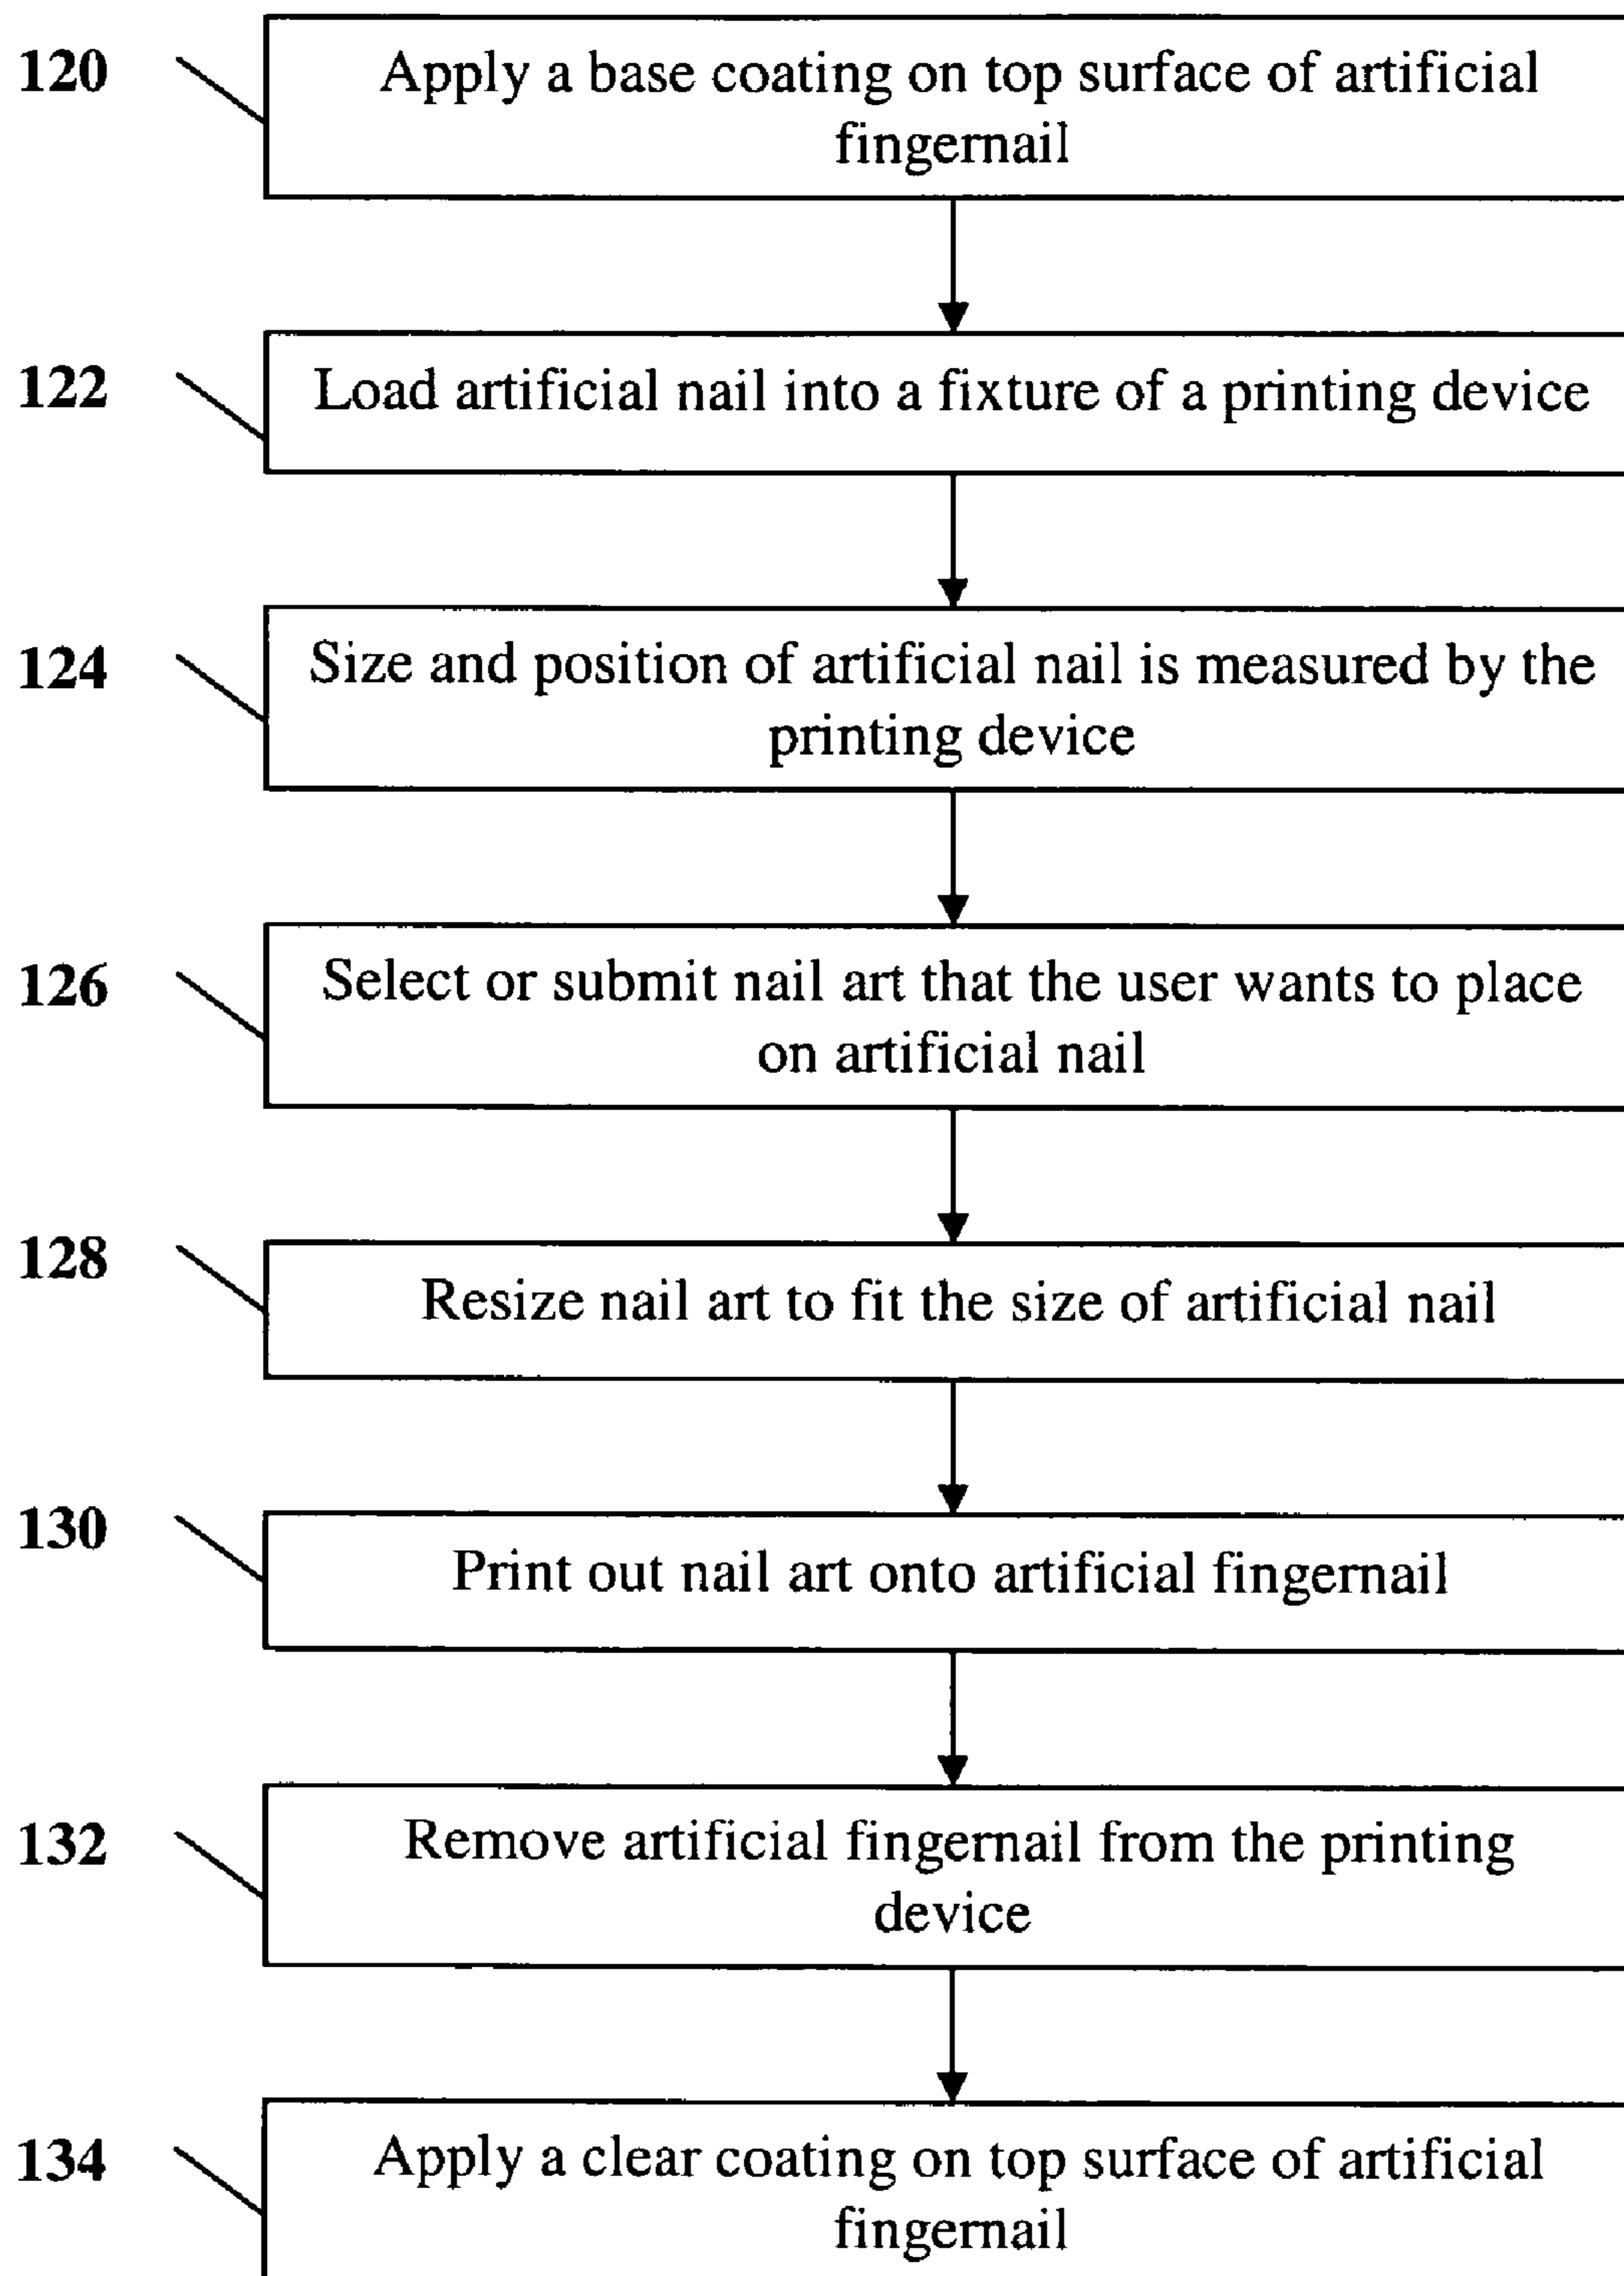 120
Apply a base coating on top surface of artificial
fingernail
122
Load artificial nail into a fixture of a printing device
124
Size and position of artificial nail is measured by the
printing device
126
Select or submit nail art that the user wants to place
on artificial nail
128
Resize nail art to fit the size of artificial nail
130
Print out nail art onto artificial fingernail
132
Remove artificial fingernail from the printing
device
134
Apply a clear coating on top surface of artificial
fingernail